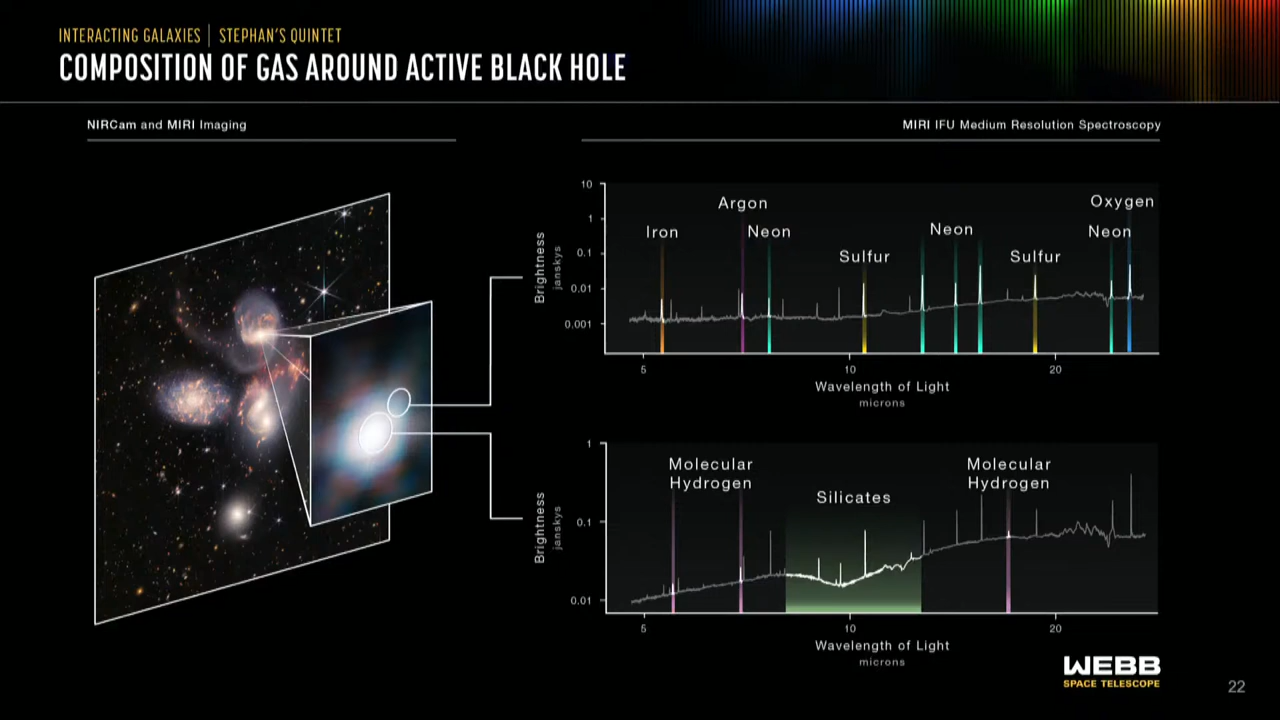 INTERACTING GALAXIES | STEPHAN'S QUINTET
COMPOSITION OF GAS AROUND ACTIVE BLACK HOLE
NIRCam and MIRI Imaging
MIRI IFU Medium Resolution Spectroscopy
Brightness
janskys
10
1
0.1
0.01
0.001
Argon
Oxygen
Iron
Neon
Neon
Neon
Sulfur
Sulfur
5
10
20
Wavelength of Light
microns
Brightness
janskys
1
0.1
0.01
Molecular
Hydrogen
Silicates
Molecular
Hydrogen
5
10
20
Wavelength of Light
microns
WEBB
SPACE TELESCOPE
22